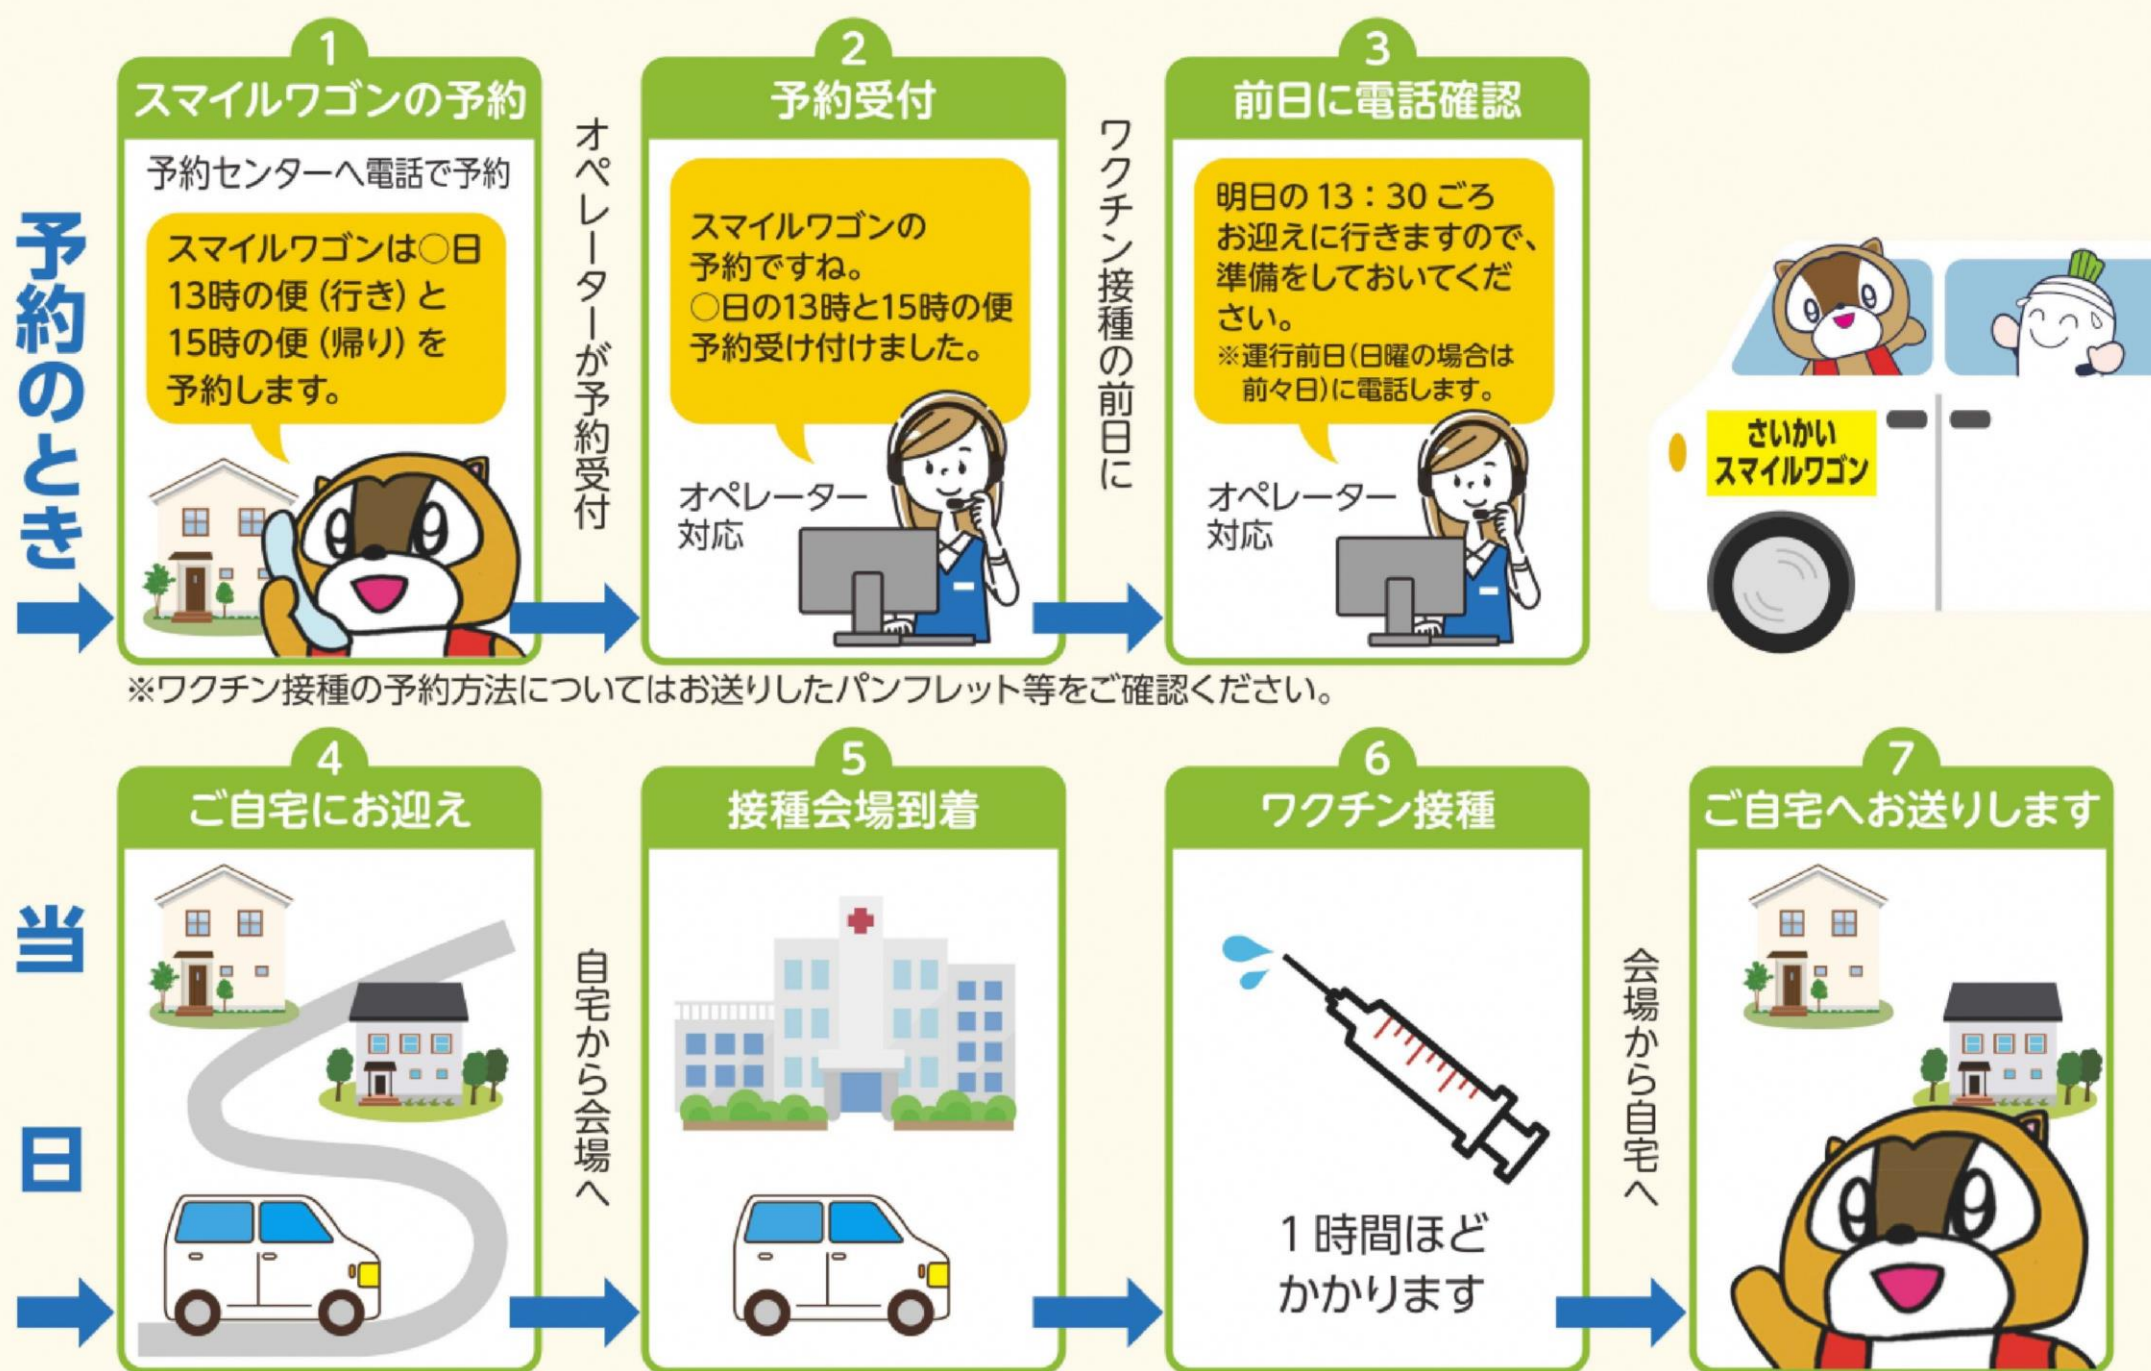 予約のとき
1
スマイルワゴンの予約
予約センターへ電話で予約
スマイルワゴンは○日
13時の便(行き)と
15時の便(帰り)を
予約します。
オペレーターが予約受付
2
予約受付
スマイルワゴンの
予約ですね。
○日の13時と15時の便
予約受け付けました。
オペレーター
対応
ワクチン接種の前日に
3
前日に電話確認
明日の13：30ごろ
お迎えに行きますので、
準備をしておいてくだ
さい。
※運行前日(日曜の場合は
前々日)に電話します。
オペレーター
対応
さいかい
スマイルワゴン
※ワクチン接種の予約方法についてはお送りしたパンフレット等をご確認ください。
当日
4
ご自宅にお迎え
自宅から会場へ
5
接種会場到着
6
ワクチン接種
1時間ほど
かかります
会場から自宅へ
7
ご自宅へお送りします